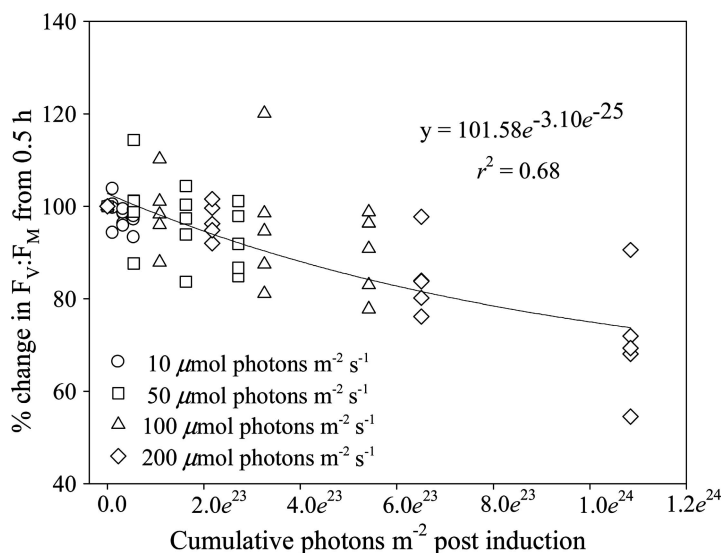 140
120
100
80
60
40
% change in F_V:F_M from 0.5 h
y = 101.58e^-3.10e^-25
r² = 0.68
10 µmol photons m⁻² s⁻¹
50 µmol photons m⁻² s⁻¹
100 µmol photons m⁻² s⁻¹
200 µmol photons m⁻² s⁻¹
0.0 2.0e²³ 4.0e²³ 6.0e²³ 8.0e²³ 1.0e²⁴ 1.2e²⁴
Cumulative photons m⁻² post induction